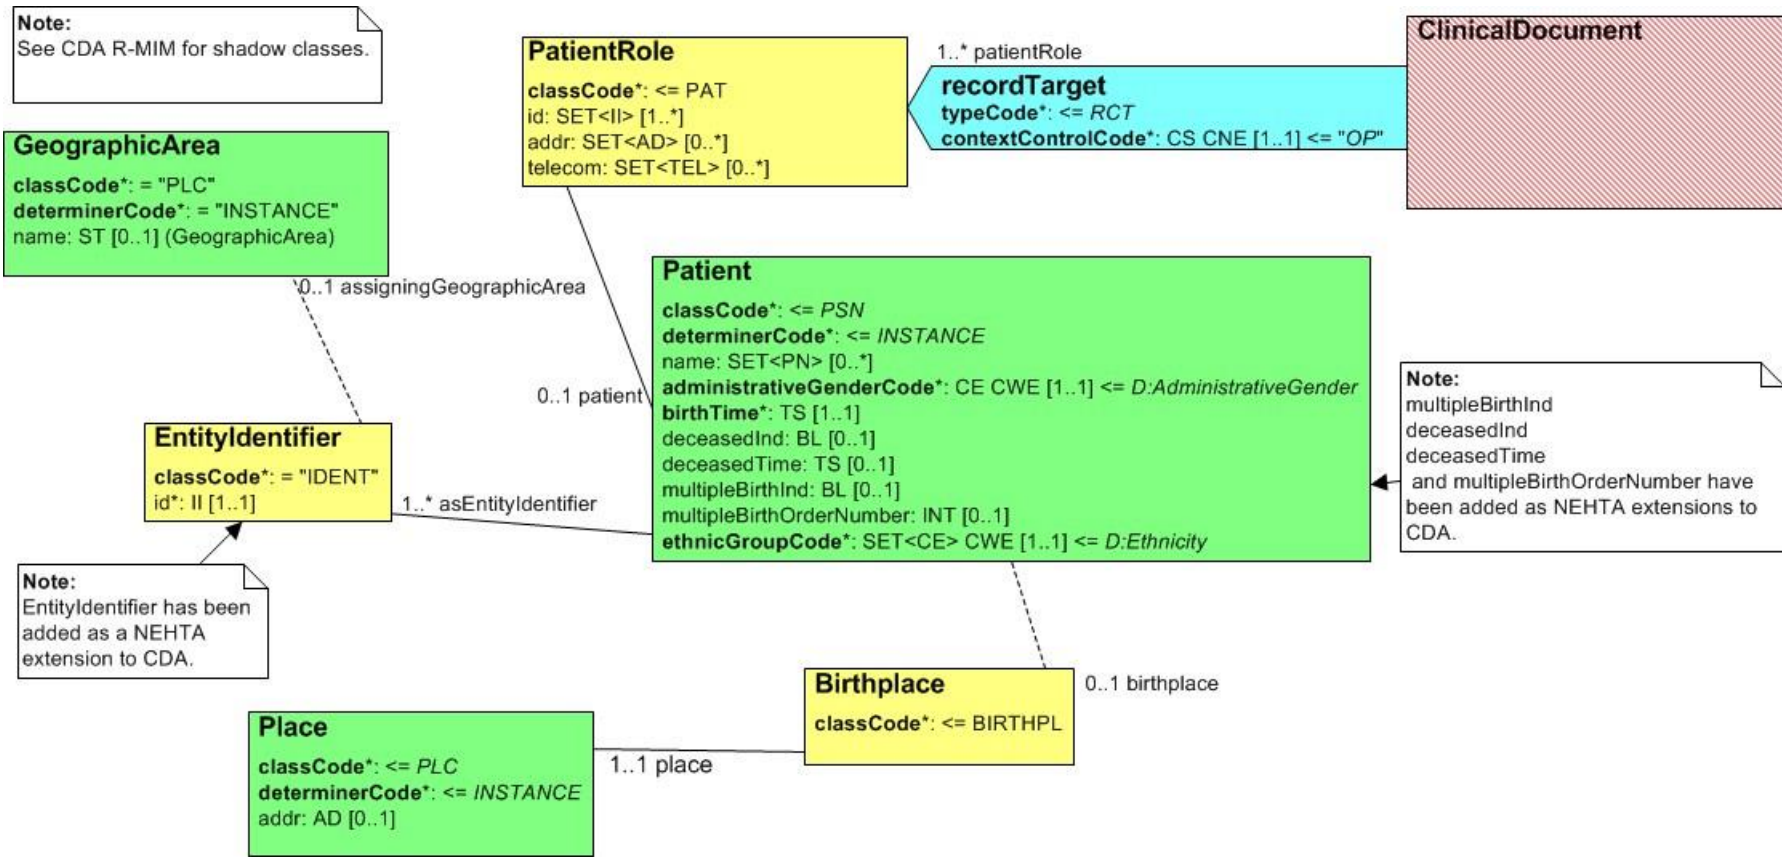 Note:
See CDA R-MIM for shadow classes.
PatientRole
classCode*: <= PAT
id: SET<II> [1..*]
addr: SET<AD> [0..*]
telecom: SET<TEL> [0..*]
1..* patientRole
recordTarget
typeCode*: <= RCT
contextControlCode*: CS CNE [1..1] <= "OP"
ClinicalDocument
GeographicArea
classCode*: = "PLC"
determinerCode*: = "INSTANCE"
name: ST [0..1] (GeographicArea)
0..1 assigningGeographicArea
0..1 patient
Patient
classCode*: <= PSN
determinerCode*: <= INSTANCE
name: SET<PN> [0..*]
administrativeGenderCode*: CE CWE [1..1] <= D:AdministrativeGender
birthTime*: TS [1..1]
deceasedInd: BL [0..1]
deceasedTime: TS [0..1]
multipleBirthInd: BL [0..1]
multipleBirthOrderNumber: INT [0..1]
ethnicGroupCode*: SET<CE> CWE [1..1] <= D:Ethnicity
Note:
multipleBirthInd
deceasedInd
deceasedTime
and multipleBirthOrderNumber have
been added as NEHTA extensions to
CDA.
EntityIdentifier
classCode*: = "IDENT"
id*: II [1..1]
1..* asEntityIdentifier
Note:
EntityIdentifier has been
added as a NEHTA
extension to CDA.
Birthplace
classCode*: <= BIRTHPL
0..1 birthplace
Place
classCode*: <= PLC
determinerCode*: <= INSTANCE
addr: AD [0..1]
1..1 place